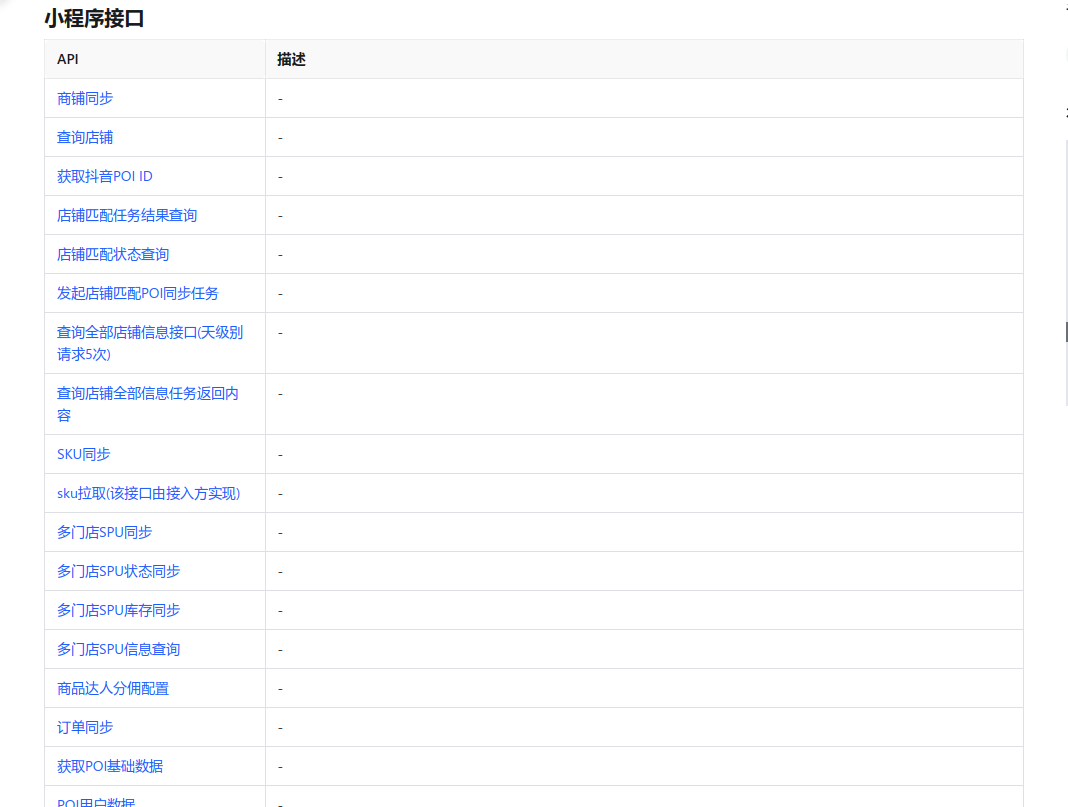 小程序接口
API 描述
商铺同步 -
查询店铺 -
获取抖音POI ID -
店铺匹配任务结果查询 -
店铺匹配状态查询 -
发起店铺匹配POI同步任务 -
查询全部店铺信息接口(天级别 -
请求5次)
查询店铺全部信息任务返回内 -
容
SKU同步 -
sku拉取(该接口由接入方实现) -
多门店SPU同步 -
多门店SPU状态同步 -
多门店SPU库存同步 -
多门店SPU信息查询 -
商品达人分佣配置 -
订单同步 -
获取POI基础数据 -
POI用户数据 -